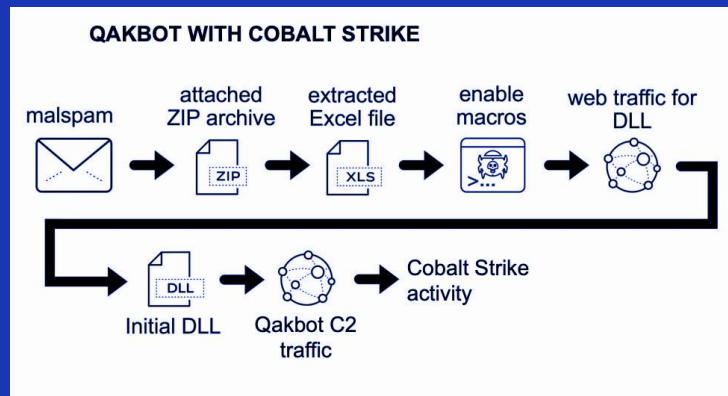 QAKBOT WITH COBALT STRIKE
malspam
attached
ZIP archive
extracted
Excel file
enable
macros
web traffic for
DLL
ZIP
XLS
>...
DLL
Initial DLL
Qakbot C2
traffic
Cobalt Strike
activity